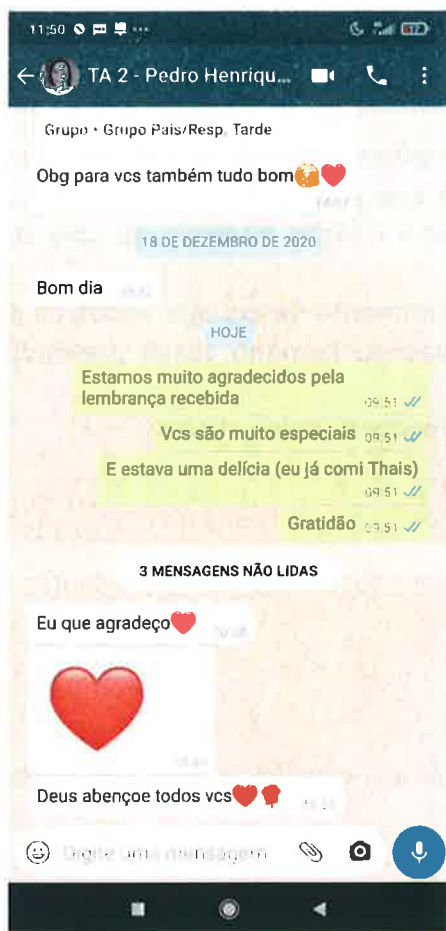 11:50
TA 2 - Pedro Henriqu...
Grupo • Grupo Pais/Resp. Tarde
Obg para vcs também tudo bom
18 DE DEZEMBRO DE 2020
Bom dia
HOJE
Estamos muito agradecidos pela
lembrança recebida
09:51
Vcs são muito especiais 09:51
E estava uma delícia (eu já comi Thais)
09:51
Gratidão 09:51
3 MENSAGENS NÃO LIDAS
Eu que agradeço❤️
Deus abençoe todos vcs❤️🌹
Digite uma mensagem